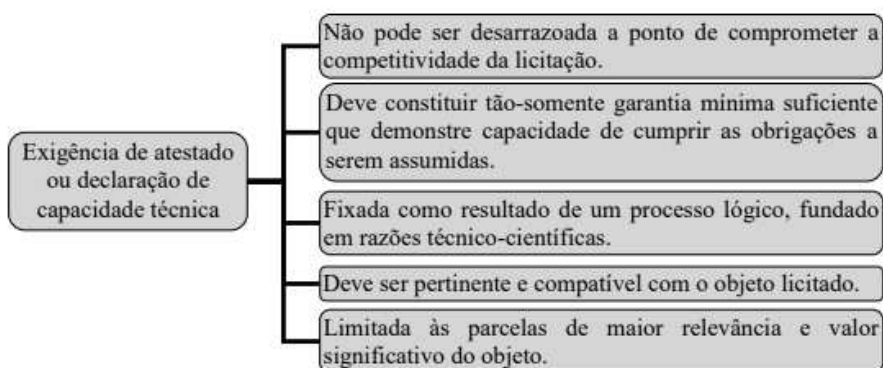 Exigência de atestado
ou declaração de
capacidade técnica
Não pode ser desarrazoada a ponto de comprometer a
competitividade da licitação.
Deve constituir tão-somente garantia mínima suficiente
que demonstre capacidade de cumprir as obrigações a
serem assumidas.
Fixada como resultado de um processo lógico, fundado
em razões técnico-científicas.
Deve ser pertinente e compatível com o objeto licitado.
Limitada às parcelas de maior relevância e valor
significativo do objeto.